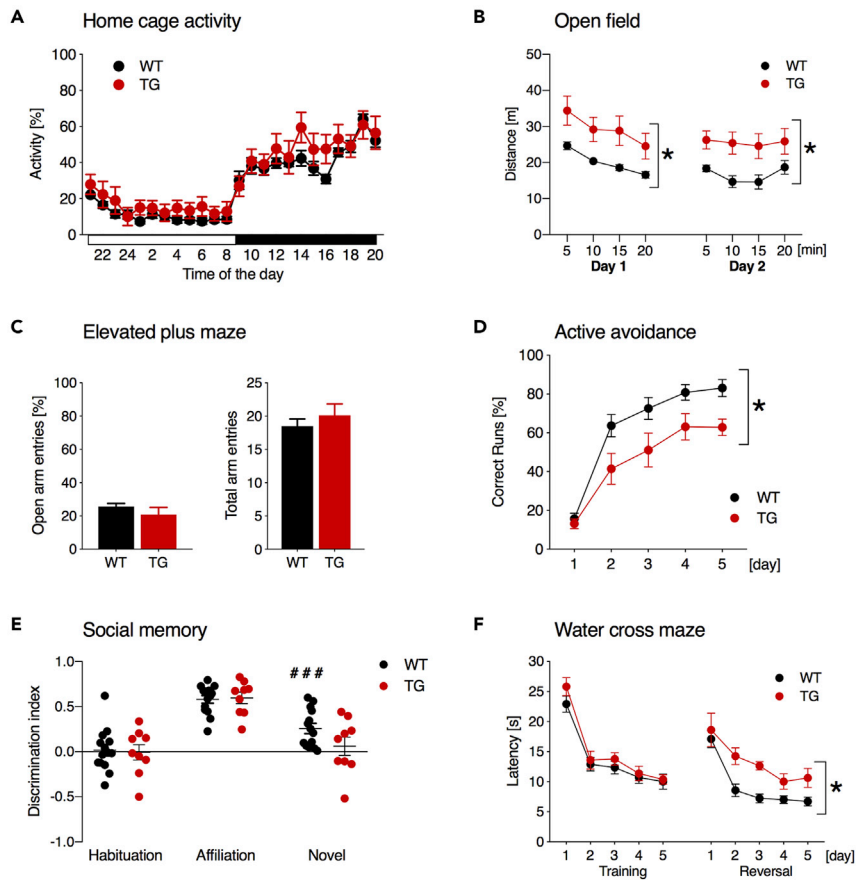 A Home cage activity
WT
TG
Activity [%]
100
80
60
40
20
0
22 24 2 4 6 8 10 12 14 16 18 20
Time of the day
B Open field
WT
TG
Distance [m]
50
40
30
20
10
0
5 10 15 20 5 10 15 20 [min]
Day 1 Day 2
C Elevated plus maze
Open arm entries [%]
100
80
60
40
20
0
WT TG
Total arm entries
25
20
15
10
5
0
WT TG
D Active avoidance
Correct Runs [%]
100
80
60
40
20
0
*
WT
TG
1 2 3 4 5 [day]
E Social memory
WT
TG
# # #
Discrimination index
1.0
0.5
0.0
-0.5
-1.0
Habituation Affiliation Novel
F Water cross maze
WT
TG
Latency [s]
30
25
20
15
10
5
0
*
1 2 3 4 5 1 2 3 4 5 [day]
Training Reversal